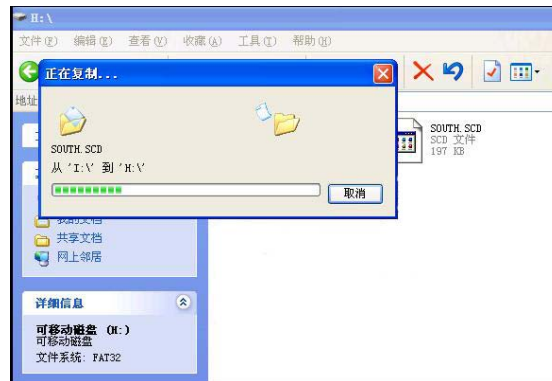 H:\
文件(F) 编辑(E) 查看(V) 收藏(A) 工具(T) 帮助(H)
正在复制...
地址
SOUTH.SCD
从 'I:\' 到 'H:\'
取消
SOUTH.SCD
SCD 文件
197 KB
我的文档
共享文档
网上邻居
详细信息
可移动磁盘 (H:)
可移动磁盘
文件系统: FAT32